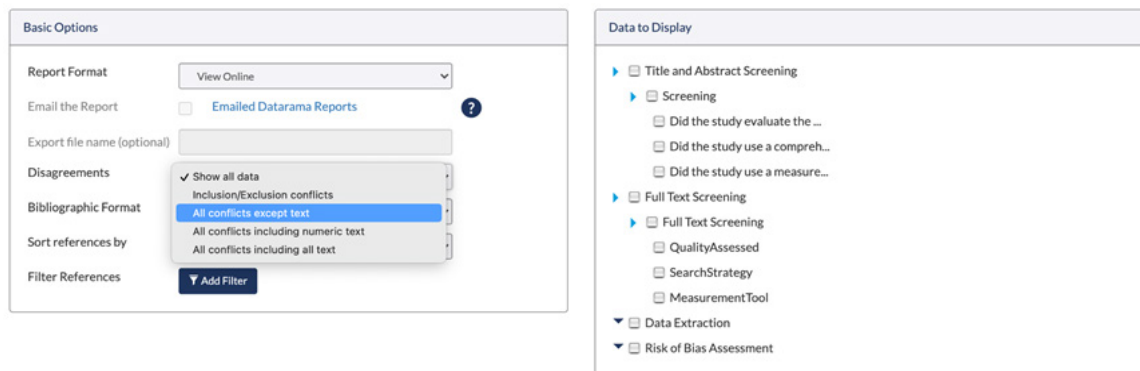 Basic Options
Report Format
View Online
Email the Report
Emailed Datarama Reports
?
Export file name (optional)
Disagreements
✓ Show all data
Inclusion/Exclusion conflicts
All conflicts except text
All conflicts including numeric text
All conflicts including all text
Bibliographic Format
Sort references by
Filter References
Add Filter
Data to Display
Title and Abstract Screening
Screening
Did the study evaluate the ...
Did the study use a compreh...
Did the study use a measure...
Full Text Screening
Full Text Screening
QualityAssessed
SearchStrategy
MeasurementTool
Data Extraction
Risk of Bias Assessment